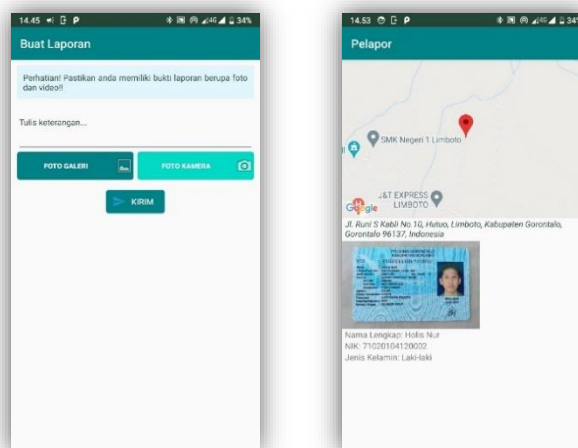 14.45
34%
Buat Laporan
Perhatian! Pastikan anda memiliki bukti laporan berupa foto
dan video!!
Tulis keterangan...
FOTO GALERI
FOTO KAMERA
KIRIM
14.53
34%
Pelapor
SMK Negeri 1 Limboto
J&T EXPRESS
LIMBOTO
Google
Jl. Runi S Kabli No.10, Hutuo, Limboto, Kabupaten Gorontalo,
Gorontalo 96137, Indonesia
Nama Lengkap: Holis Nur
NIK: 71020104120002
Jenis Kelamin: Laki-laki